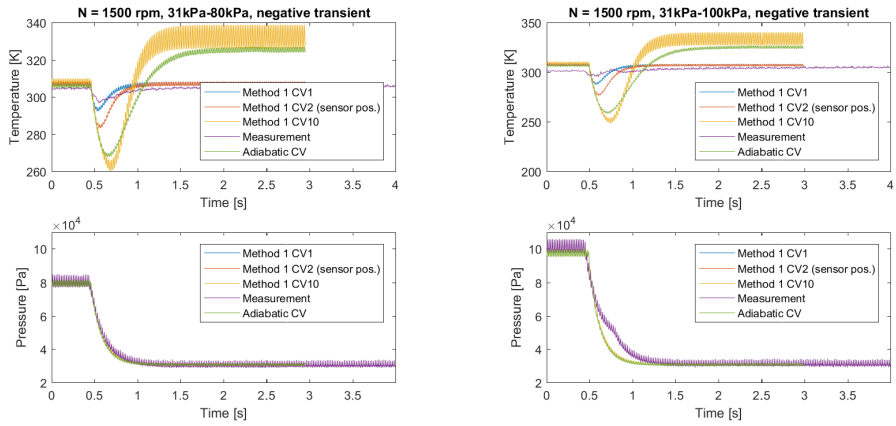 N = 1500 rpm, 31kPa-80kPa, negative transient
340
320
300
280
260
Temperature [K]
Method 1 CV1
Method 1 CV2 (sensor pos.)
Method 1 CV10
Measurement
Adiabatic CV
0 0.5 1 1.5 2 2.5 3 3.5 4
Time [s]
N = 1500 rpm, 31kPa-100kPa, negative transient
350
300
250
200
Temperature [K]
Method 1 CV1
Method 1 CV2 (sensor pos.)
Method 1 CV10
Measurement
Adiabatic CV
0 0.5 1 1.5 2 2.5 3 3.5 4
Time [s]
× 10⁴
10
8
6
4
2
Pressure [Pa]
Method 1 CV1
Method 1 CV2 (sensor pos.)
Method 1 CV10
Measurement
Adiabatic CV
0 0.5 1 1.5 2 2.5 3 3.5 4
Time [s]
× 10⁴
10
8
6
4
2
Pressure [Pa]
Method 1 CV1
Method 1 CV2 (sensor pos.)
Method 1 CV10
Measurement
Adiabatic CV
0 0.5 1 1.5 2 2.5 3 3.5 4
Time [s]